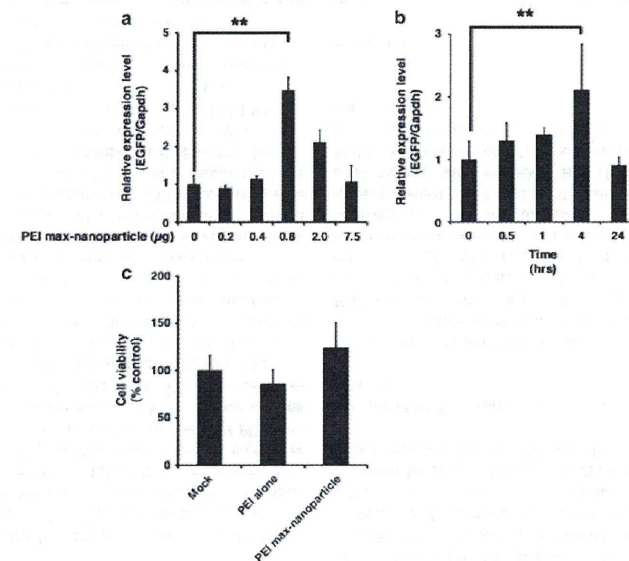 a
**
5
4
3
2
1
0
Relative expression level
(EGFP/Gapdh)
PEI max-nanoparticle (µg) 0 0.2 0.4 0.8 2.0 7.5
b
**
3
2
1
0
Relative expression level
(EGFP/Gapdh)
0 0.5 1 4 24
Time
(hrs)
c
200
150
100
50
0
Cell viability
(% control)
Mock
PEI alone
PEI max-nanoparticle